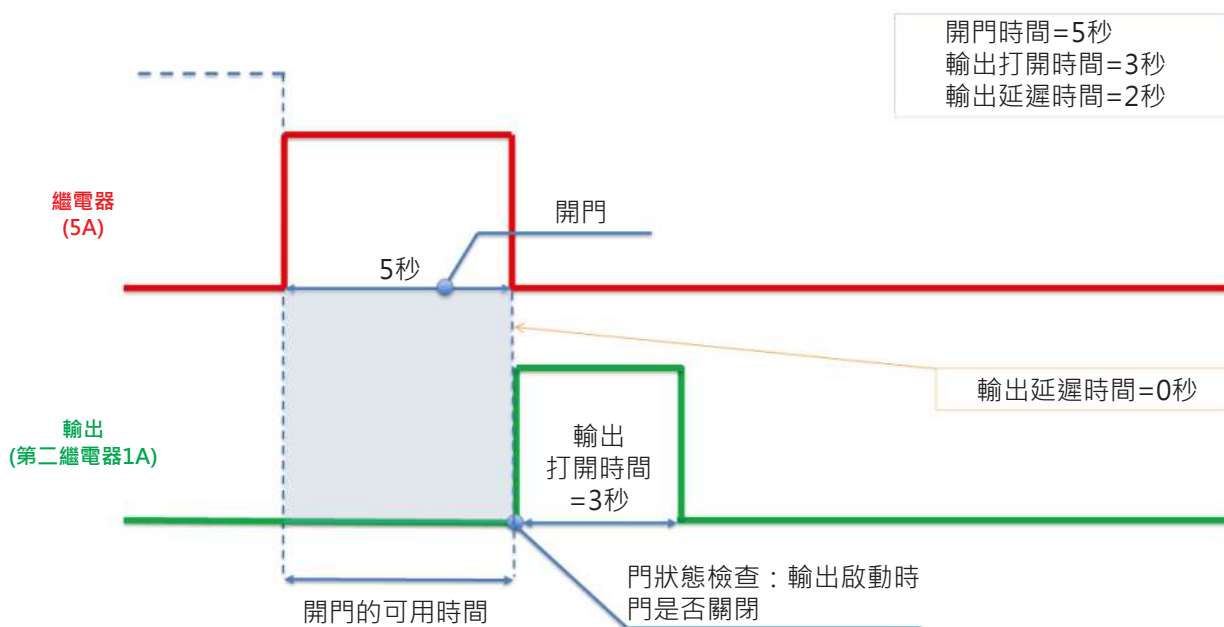 開門時間=5秒
輸出打開時間=3秒
輸出延遲時間=2秒
繼電器
(5A)
開門
5秒
輸出延遲時間=0秒
輸出
(第二繼電器1A)
輸出
打開時間
=3秒
門狀態檢查：輸出啟動時
門是否關閉
開門的可用時間